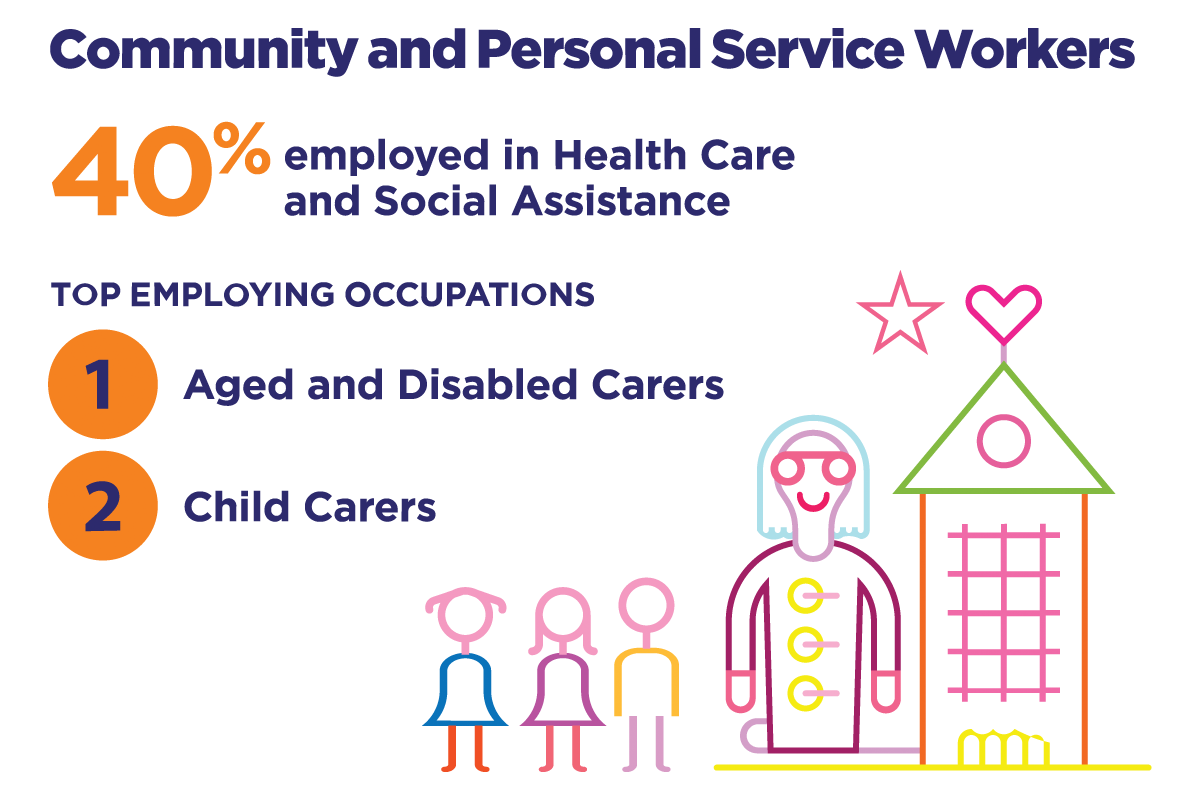 Community and Personal Service Workers
40% employed in Health Care
and Social Assistance
TOP EMPLOYING OCCUPATIONS
1 Aged and Disabled Carers
2 Child Carers